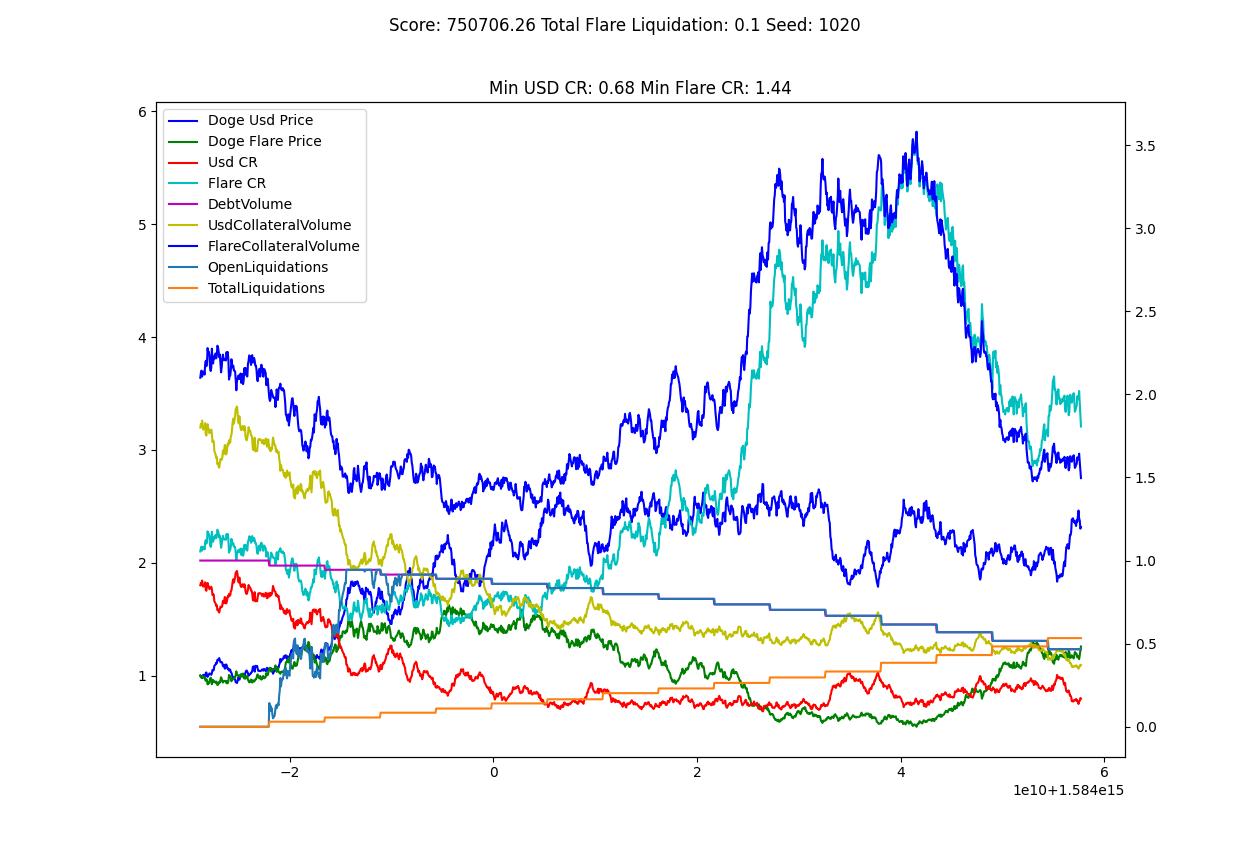 Score: 750706.26 Total Flare Liquidation: 0.1 Seed: 1020
Min USD CR: 0.68 Min Flare CR: 1.44
Doge Usd Price
Doge Flare Price
Usd CR
Flare CR
DebtVolume
UsdCollateralVolume
FlareCollateralVolume
OpenLiquidations
TotalLiquidations
6
5
4
3
2
1
3.5
3.0
2.5
2.0
1.5
1.0
0.5
0.0
−2
0
2
4
6
1e10+1.584e15